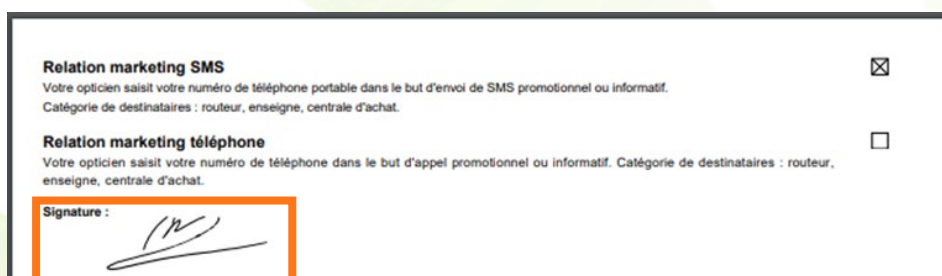 Relation marketing SMS
Votre opticien saisit votre numéro de téléphone portable dans le but d'envoi de SMS promotionnel ou informatif.
Catégorie de destinataires : routeur, enseigne, centrale d'achat.
Relation marketing téléphone
Votre opticien saisit votre numéro de téléphone dans le but d'appel promotionnel ou informatif. Catégorie de destinataires : routeur,
enseigne, centrale d'achat.
Signature :